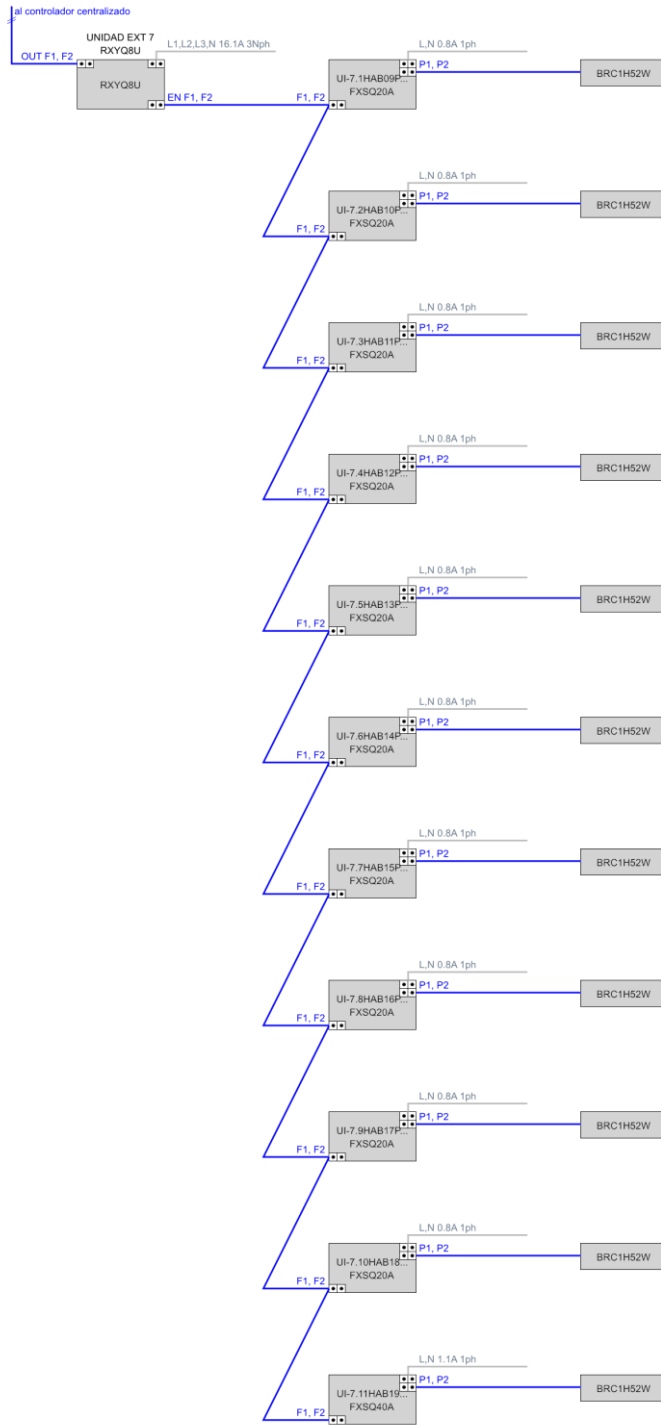 al controlador centralizado
UNIDAD EXT 7
RXYQ8U
L1,L2,L3,N 16.1A 3Nph
OUT F1, F2
RXYQ8U
EN F1, F2
L,N 0.8A 1ph
P1, P2
UI-7.1HAB09P...
FXSQ20A
F1, F2
BRC1H52W
L,N 0.8A 1ph
P1, P2
UI-7.2HAB10P...
FXSQ20A
F1, F2
BRC1H52W
L,N 0.8A 1ph
P1, P2
UI-7.3HAB11P...
FXSQ20A
F1, F2
BRC1H52W
L,N 0.8A 1ph
P1, P2
UI-7.4HAB12P...
FXSQ20A
F1, F2
BRC1H52W
L,N 0.8A 1ph
P1, P2
UI-7.5HAB13P...
FXSQ20A
F1, F2
BRC1H52W
L,N 0.8A 1ph
P1, P2
UI-7.6HAB14P...
FXSQ20A
F1, F2
BRC1H52W
L,N 0.8A 1ph
P1, P2
UI-7.7HAB15P...
FXSQ20A
F1, F2
BRC1H52W
L,N 0.8A 1ph
P1, P2
UI-7.8HAB16P...
FXSQ20A
F1, F2
BRC1H52W
L,N 0.8A 1ph
P1, P2
UI-7.9HAB17P...
FXSQ20A
F1, F2
BRC1H52W
L,N 0.8A 1ph
P1, P2
UI-7.10HAB18...
FXSQ20A
F1, F2
BRC1H52W
L,N 1.1A 1ph
P1, P2
UI-7.11HAB19...
FXSQ40A
F1, F2
BRC1H52W